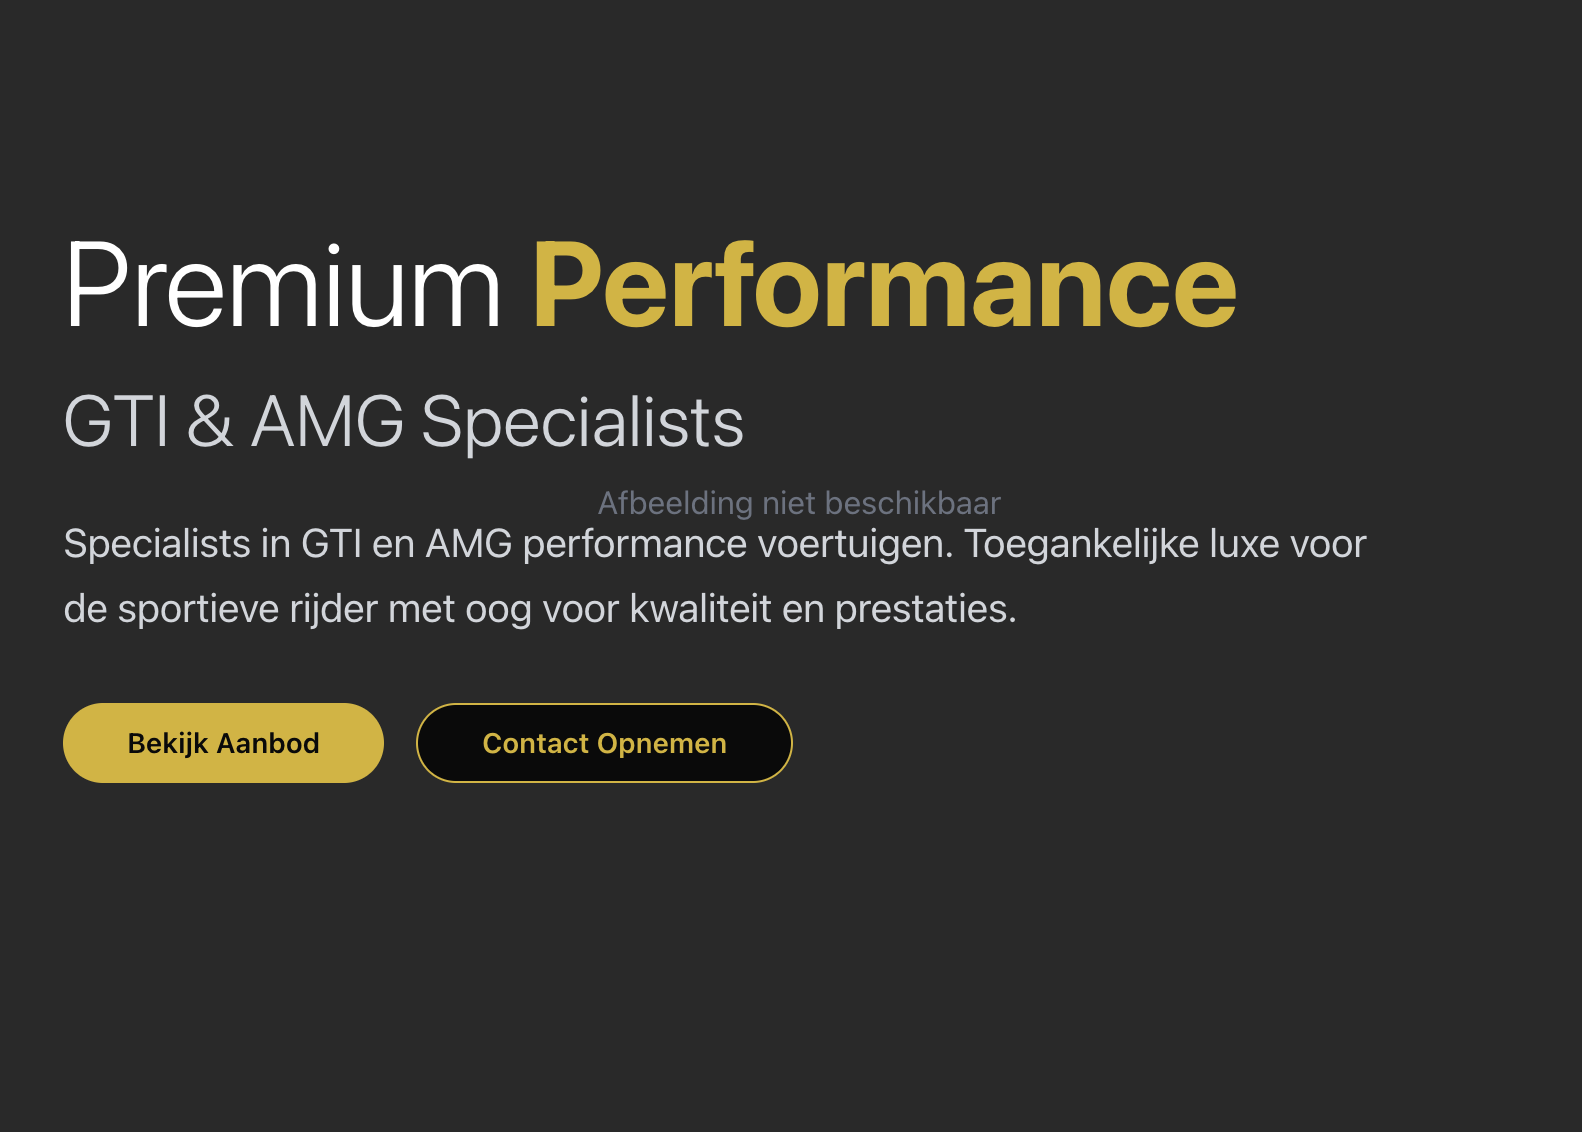 Premium Performance
GTI & AMG Specialists
Afbeelding niet beschikbaar
Specialists in GTI en AMG performance voertuigen. Toegankelijke luxe voor
de sportieve rijder met oog voor kwaliteit en prestaties.
Bekijk Aanbod
Contact Opnemen